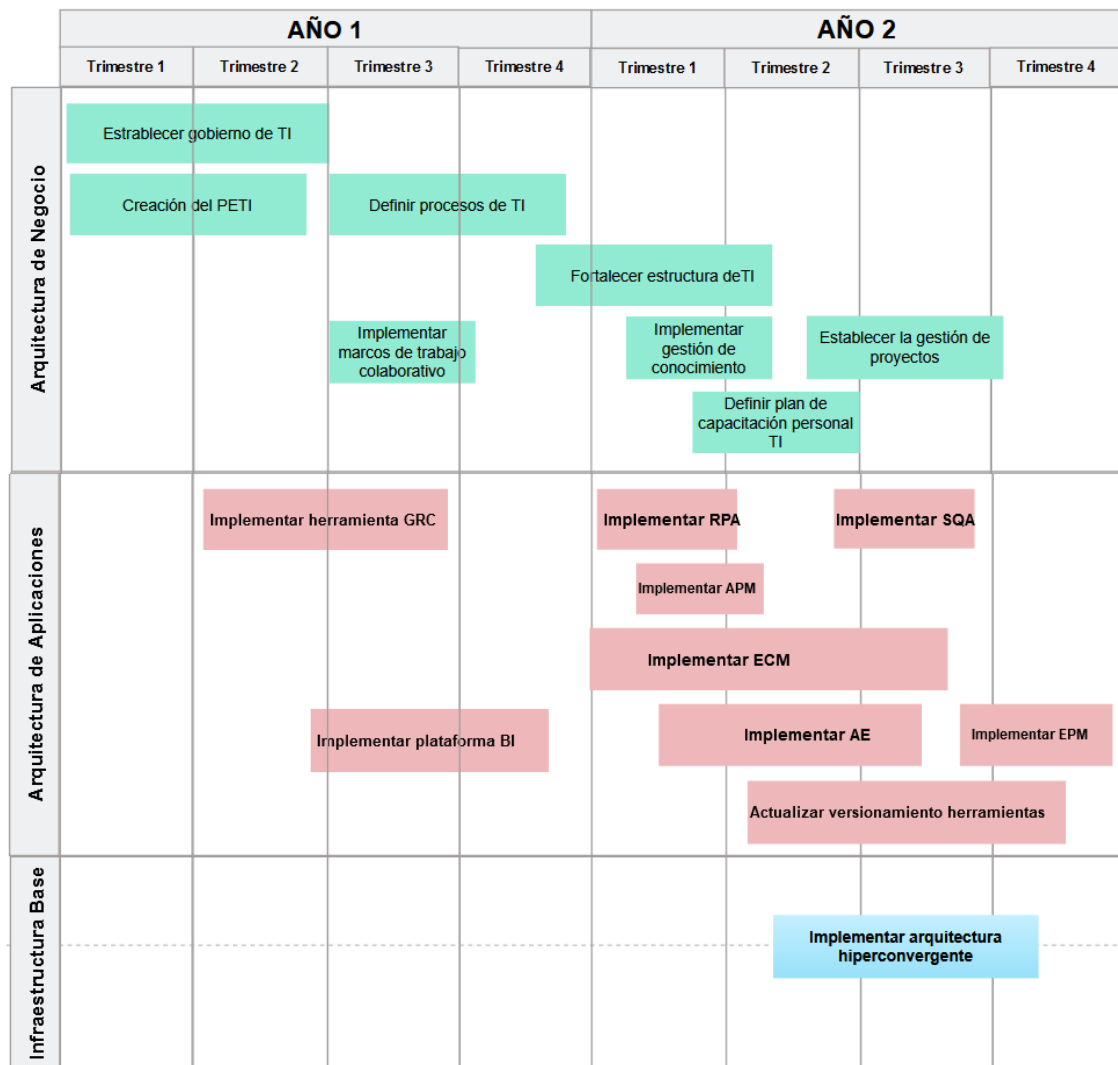 AÑO 1
AÑO 2
Trimestre 1
Trimestre 2
Trimestre 3
Trimestre 4
Trimestre 1
Trimestre 2
Trimestre 3
Trimestre 4
Arquitectura de Negocio
Estrablecer gobierno de TI
Creación del PETI
Definir procesos de TI
Fortalecer estructura deTI
Implementar
marcos de trabajo
colaborativo
Implementar
gestión de
conocimiento
Establecer la gestión de
proyectos
Definir plan de
capacitación personal
TI
Arquitectura de Aplicaciones
Implementar herramienta GRC
Implementar RPA
Implementar SQA
Implementar APM
Implementar ECM
Implementar plataforma BI
Implementar AE
Implementar EPM
Actualizar versionamiento herramientas
Infraestructura Base
Implementar arquitectura
hiperconvergente